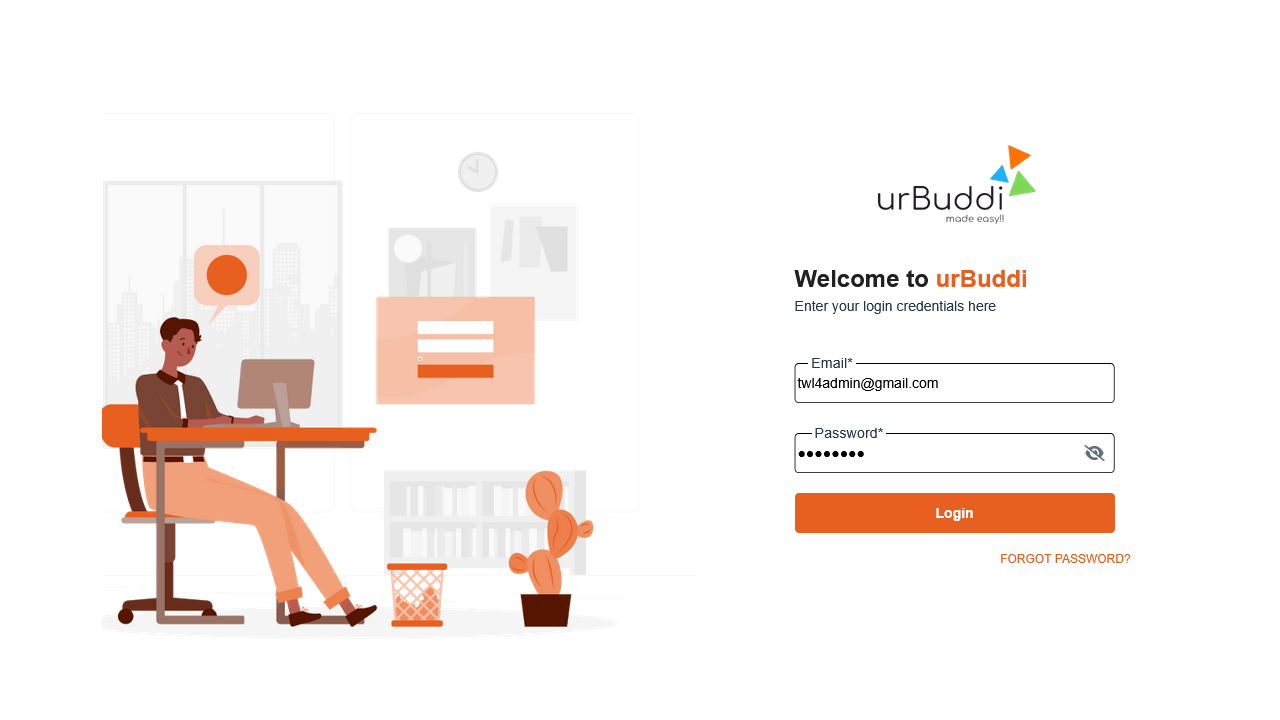 urBuddi
made easy!!
Welcome to urBuddi
Enter your login credentials here
Email*
twl4admin@gmail.com
Password*
••••••••
Login
FORGOT PASSWORD?